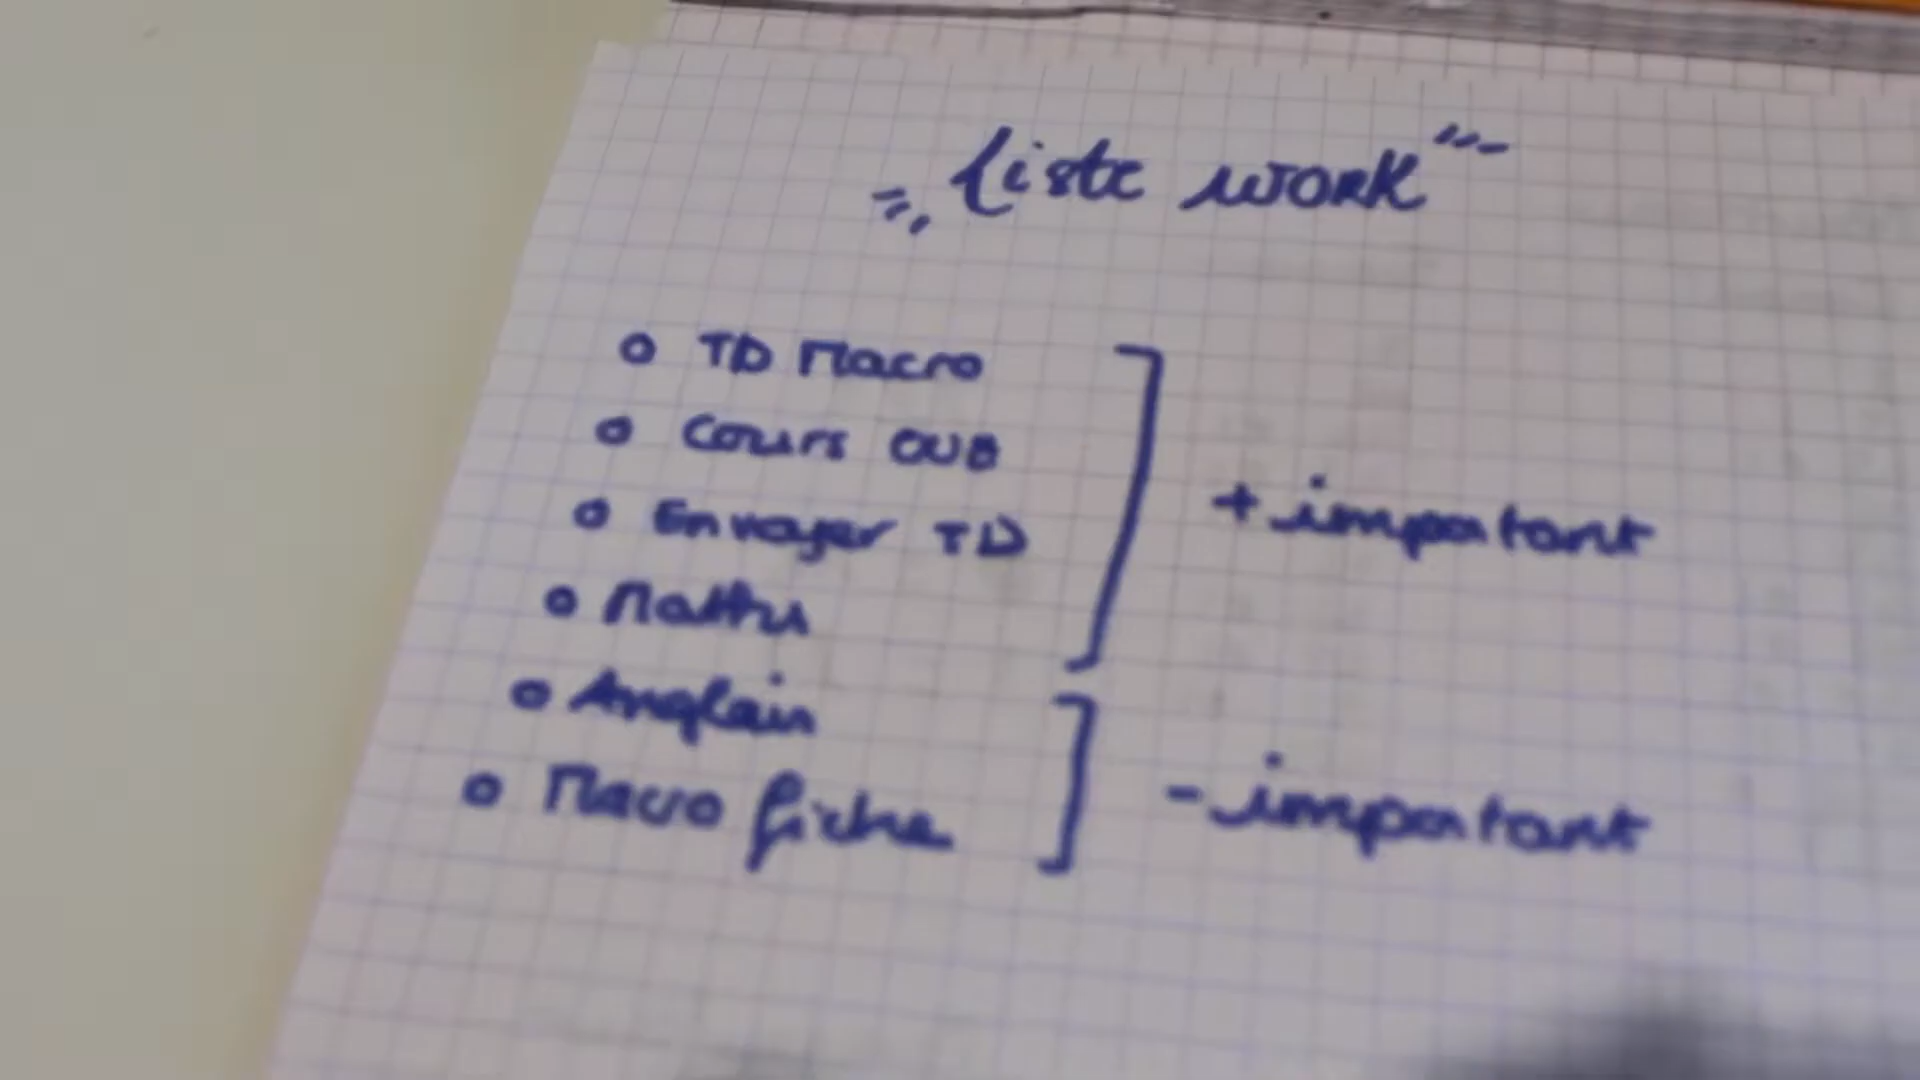 Liste work
TD Macro
Cours OUB
Envoyer TD
Maths
+ important
Anglais
Macro fiche
- important